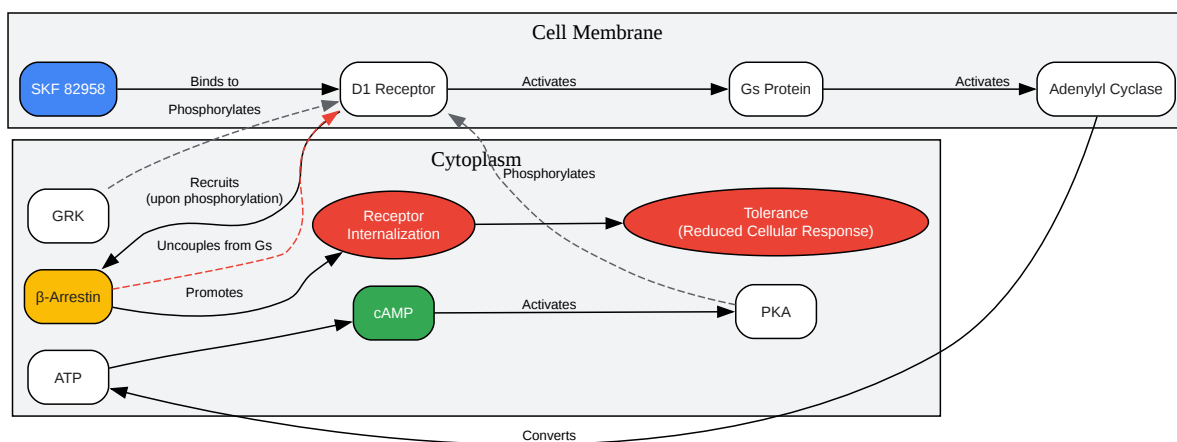 Cell Membrane
SKF 82958
Binds to
D1 Receptor
Activates
Gs Protein
Activates
Adenylyl Cyclase
Phosphorylates
Cytoplasm
Phosphorylates
GRK
Recruits
(upon phosphorylation)
Receptor
Internalization
Tolerance
(Reduced Cellular Response)
Uncouples from Gs
β-Arrestin
Promotes
cAMP
Activates
PKA
ATP
Converts